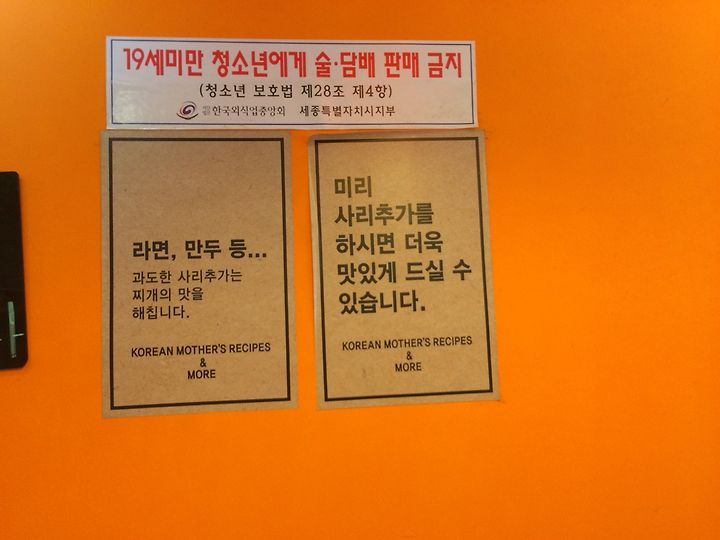 19세미만 청소년에게 술·담배 판매 금지
(청소년 보호법 제28조 제4항)
한국외식업중앙회 세종특별자치시지부
라면, 만두 등...
과도한 사리추가는
찌개의 맛을
해칩니다.
KOREAN MOTHER'S RECIPES
&
MORE
미리
사리추가를
하시면 더욱
맛있게 드실 수
있습니다.
KOREAN MOTHER'S RECIPES
&
MORE